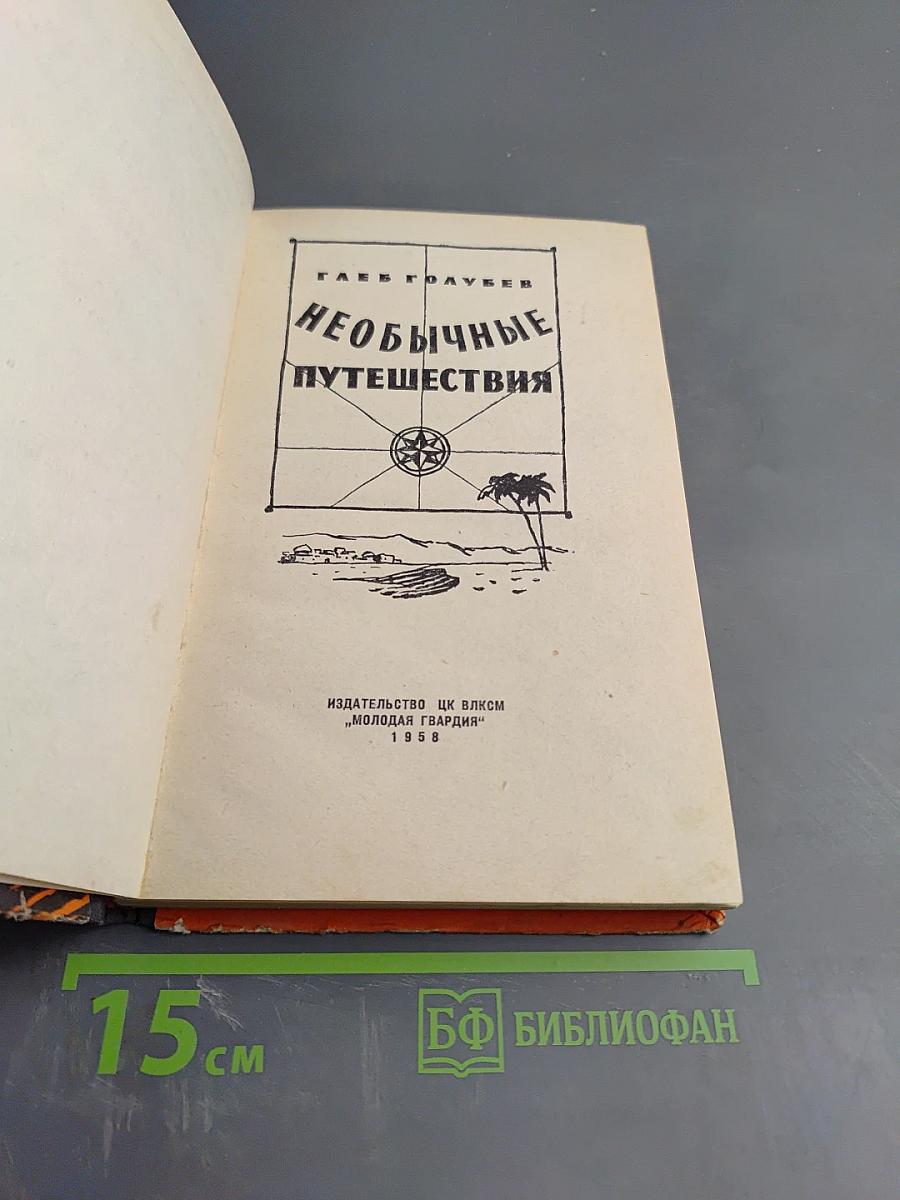 ГЛЕБ ГОЛУБЕВ
НЕОБЫЧНЫЕ
ПУТЕШЕСТВИЯ
ИЗДАТЕЛЬСТВО ЦК ВЛКСМ
„МОЛОДАЯ ГВАРДИЯ“
1958
15 см
БФ БИБЛИОФАН